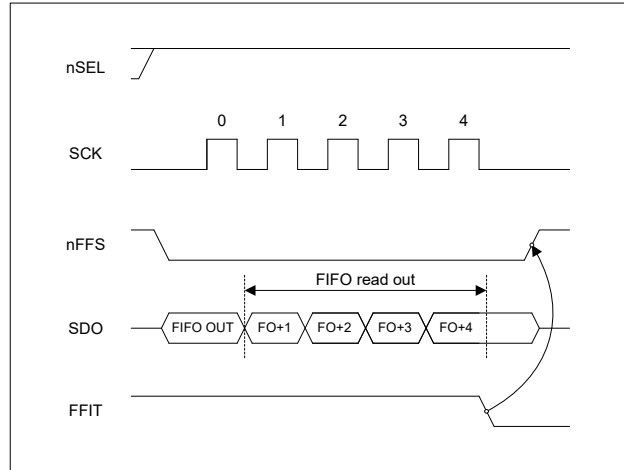 nSEL
0 1 2 3 4
SCK
nFFS
FIFO read out
SDO FIFO OUT FO+1 FO+2 FO+3 FO+4
FFIT